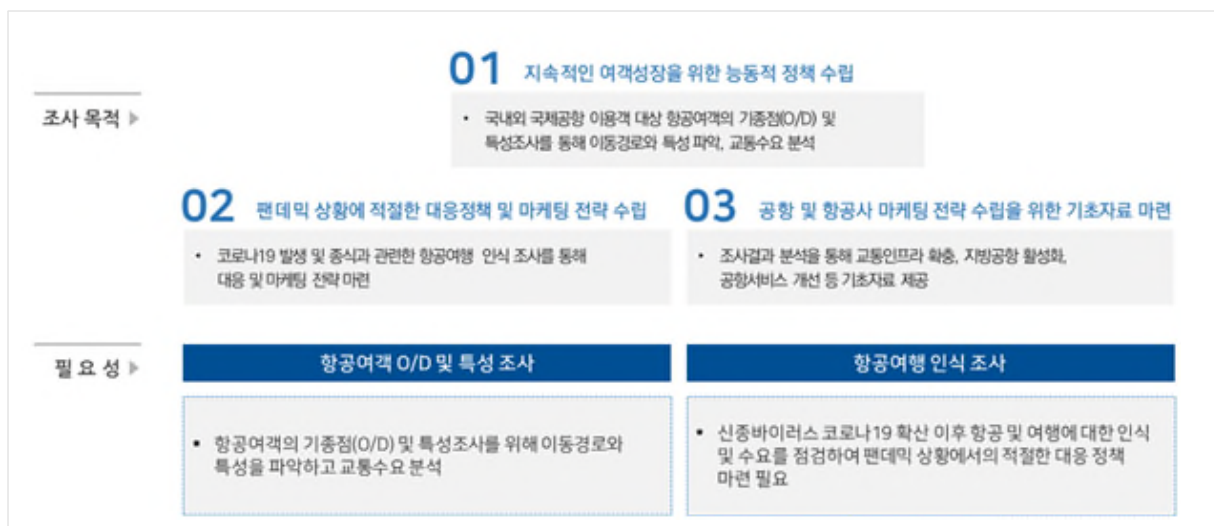 01 지속적인 여객성장을 위한 능동적 정책 수립
조사 목적 ▶
• 국내외 국제공항 이용객 대상 항공여객의 기종점(O/D) 및
특성조사를 통해 이동경로와 특성 파악, 교통수요 분석
02 팬데믹 상황에 적절한 대응정책 및 마케팅 전략 수립
• 코로나19 발생 및 종식과 관련한 항공여행 인식 조사를 통해
대응 및 마케팅 전략 마련
03 공항 및 항공사 마케팅 전략 수립을 위한 기초자료 마련
• 조사결과 분석을 통해 교통인프라 확충, 지방공항 활성화,
공항서비스 개선 등 기초자료 제공
필 요 성 ▶
항공여객 O/D 및 특성 조사
• 항공여객의 기종점(O/D) 및 특성조사를 위해 이동경로와
특성을 파악하고 교통수요 분석
항공여행 인식 조사
• 신종바이러스 코로나19 확산 이후 항공 및 여행에 대한 인식
및 수요를 점검하여 팬데믹 상황에서의 적절한 대응 정책
마련 필요